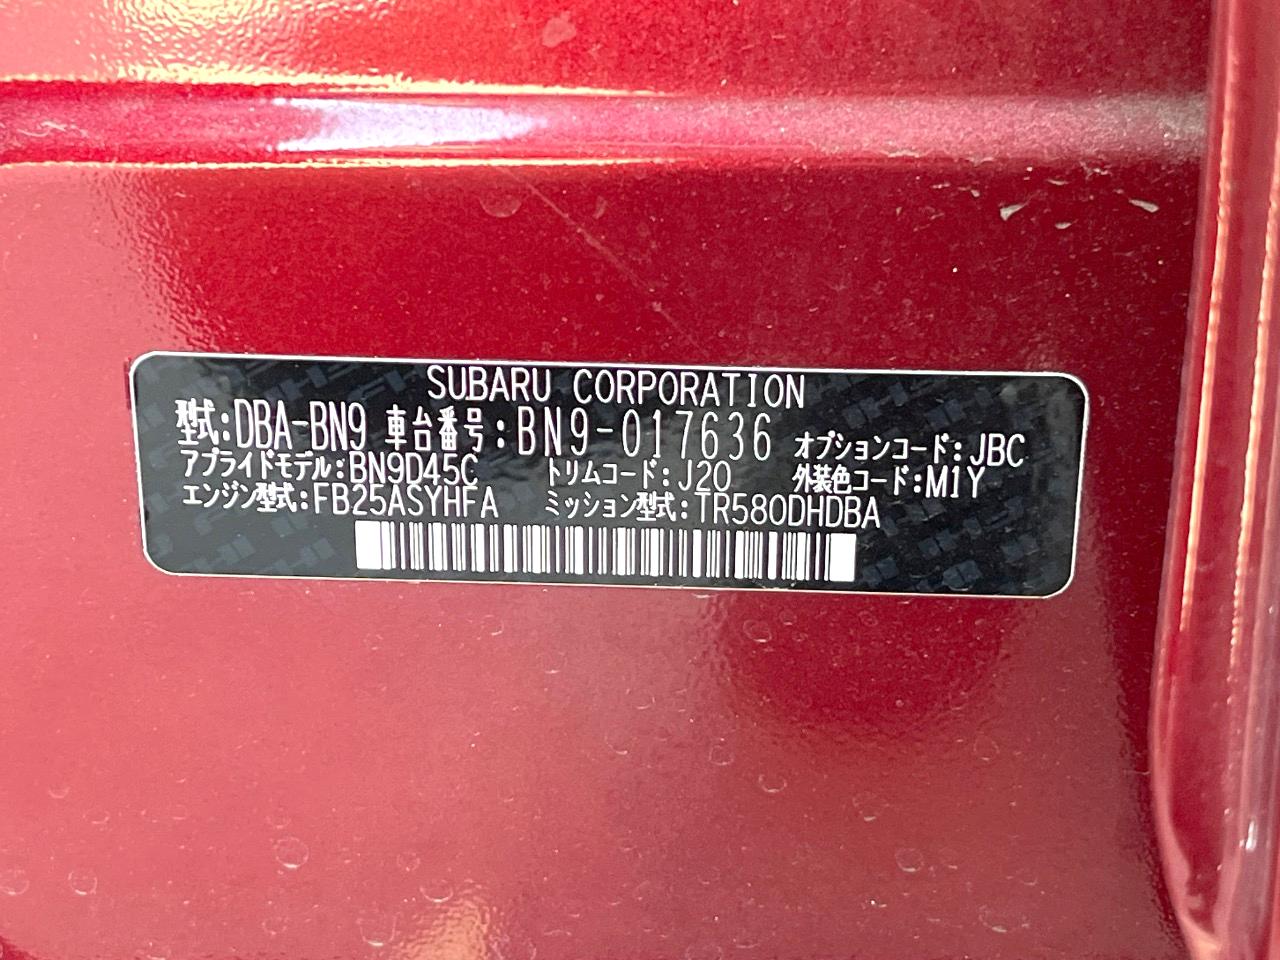 SUBARU CORPORATION
型式:DBA-BN9 車台番号:BN9-017636 オプションコード:JBC
アプライドモデル:BN9D45C トリムコード:J20 外装色コード:M1Y
エンジン型式:FB25ASYHFA ミッション型式:TR580DHDBA